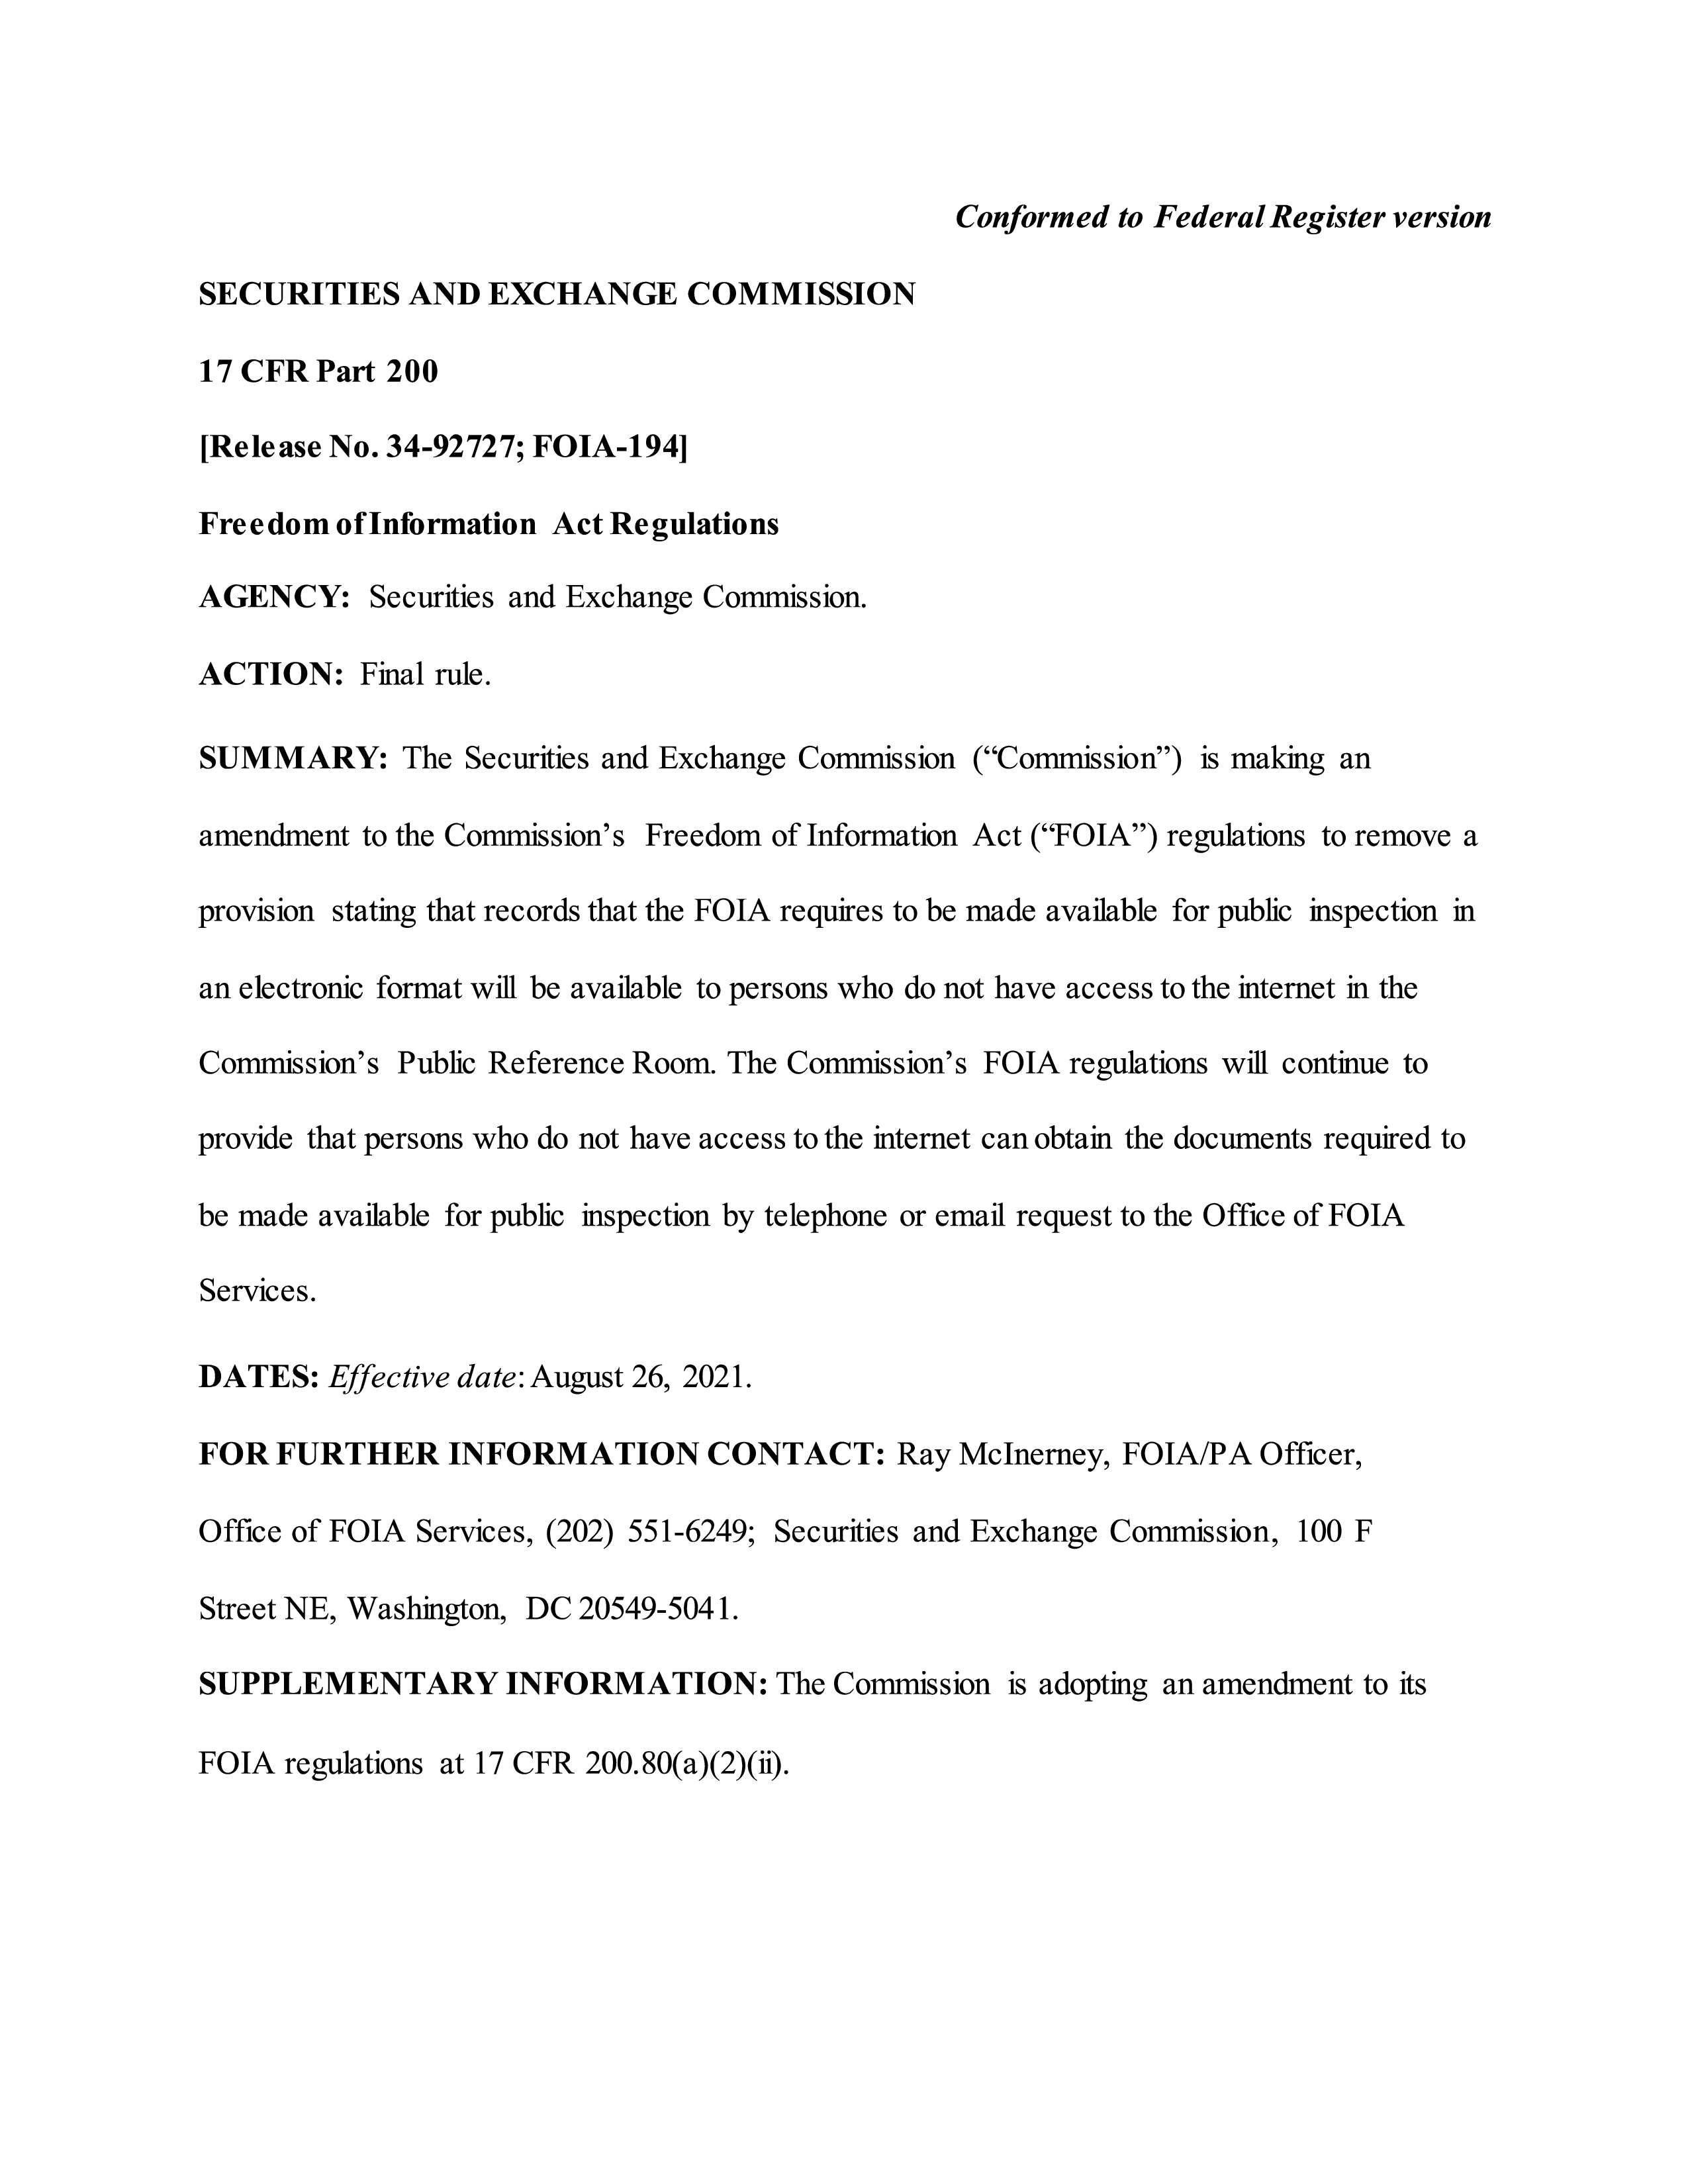 Conformed to Federal Register version
SECURITIES AND EXCHANGE COMMISSION
17 CFR Part 200
[Release No. 34-92727; FOIA-194]
Freedom of Information Act Regulations
AGENCY: Securities and Exchange Commission.
ACTION: Final rule.
SUMMARY: The Securities and Exchange Commission (“Commission”) is making an
amendment to the Commission’s Freedom of Information Act (“FOIA”) regulations to remove a
provision stating that records that the FOIA requires to be made available for public inspection in
an electronic format will be available to persons who do not have access to the internet in the
Commission’s Public Reference Room. The Commission’s FOIA regulations will continue to
provide that persons who do not have access to the internet can obtain the documents required to
be made available for public inspection by telephone or email request to the Office of FOIA
Services.
DATES: Effective date: August 26, 2021.
FOR FURTHER INFORMATION CONTACT: Ray McInerney, FOIA/PA Officer,
Office of FOIA Services, (202) 551-6249; Securities and Exchange Commission, 100 F
Street NE, Washington, DC 20549-5041.
SUPPLEMENTARY INFORMATION: The Commission is adopting an amendment to its
FOIA regulations at 17 CFR 200.80(a)(2)(ii).